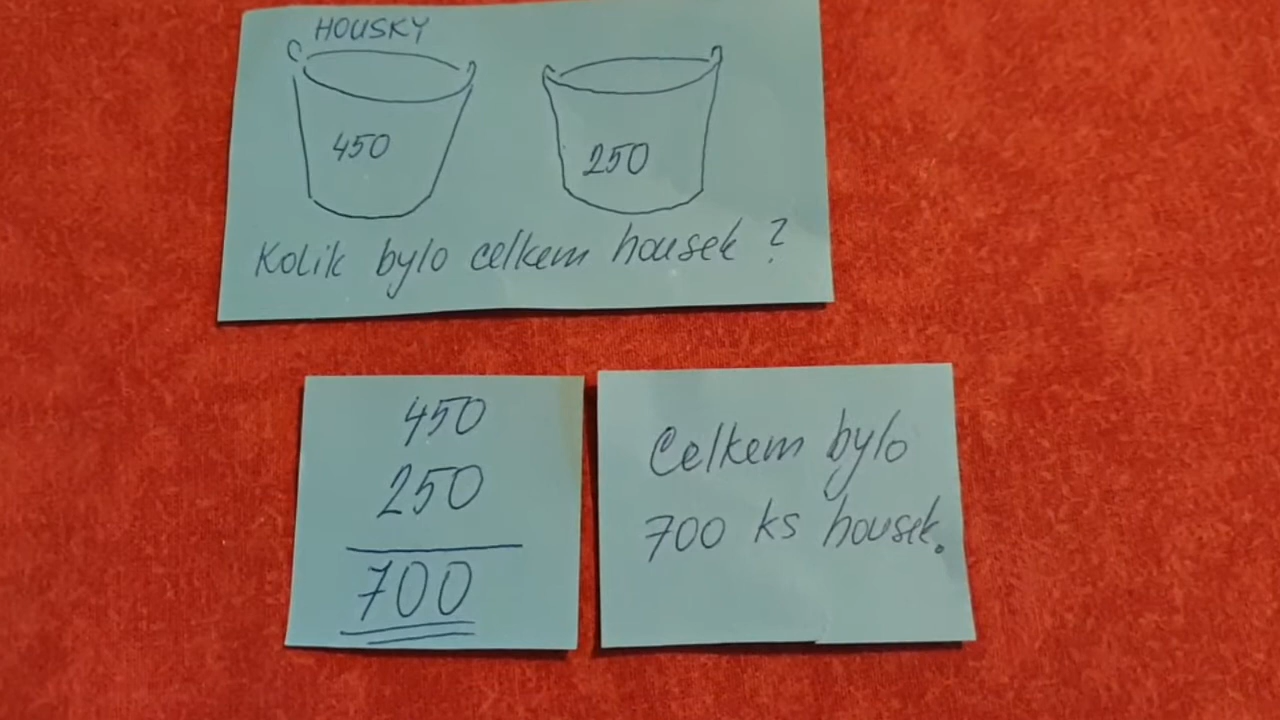 HOUSKY
450 250
Kolik bylo celkem housek ?
450
250
700
Celkem bylo
700 ks housek.